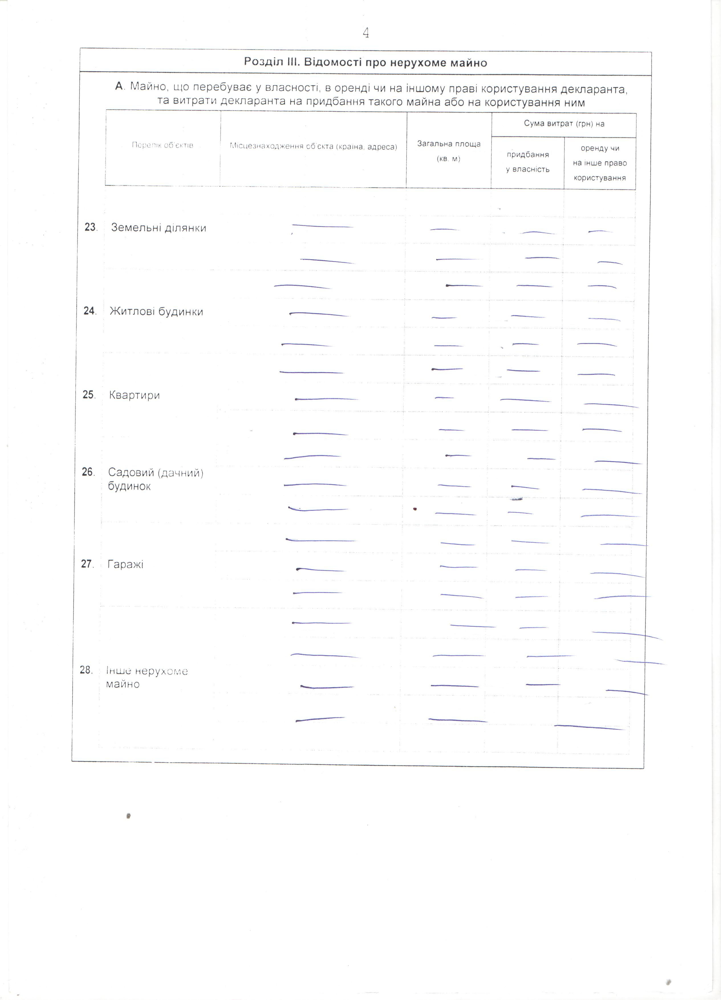 4
Розділ III. Відомості про нерухоме майно
А. Майно, що перебуває у власності, в оренді чи на іншому праві користування декларанта,
та витрати декларанта на придбання такого майна або на користування ним
Перелік об'єктів
Місцезнаходження об'єкта (країна, адреса)
Загальна площа
(кв. м)
Сума витрат (грн) на
придбання
у власність
оренду чи
на інше право
користування
23. Земельні ділянки — — — —
— — — —
— — — —
24. Житлові будинки — — — —
— — — —
— — — —
25. Квартири — — — —
— — — —
— — — —
26. Садовий (дачний)
будинок — — — —
— — — —
— — — —
27. Гаражі — — — —
— — — —
— — — —
— — — —
28. Інше нерухоме
майно — — — —
— — —